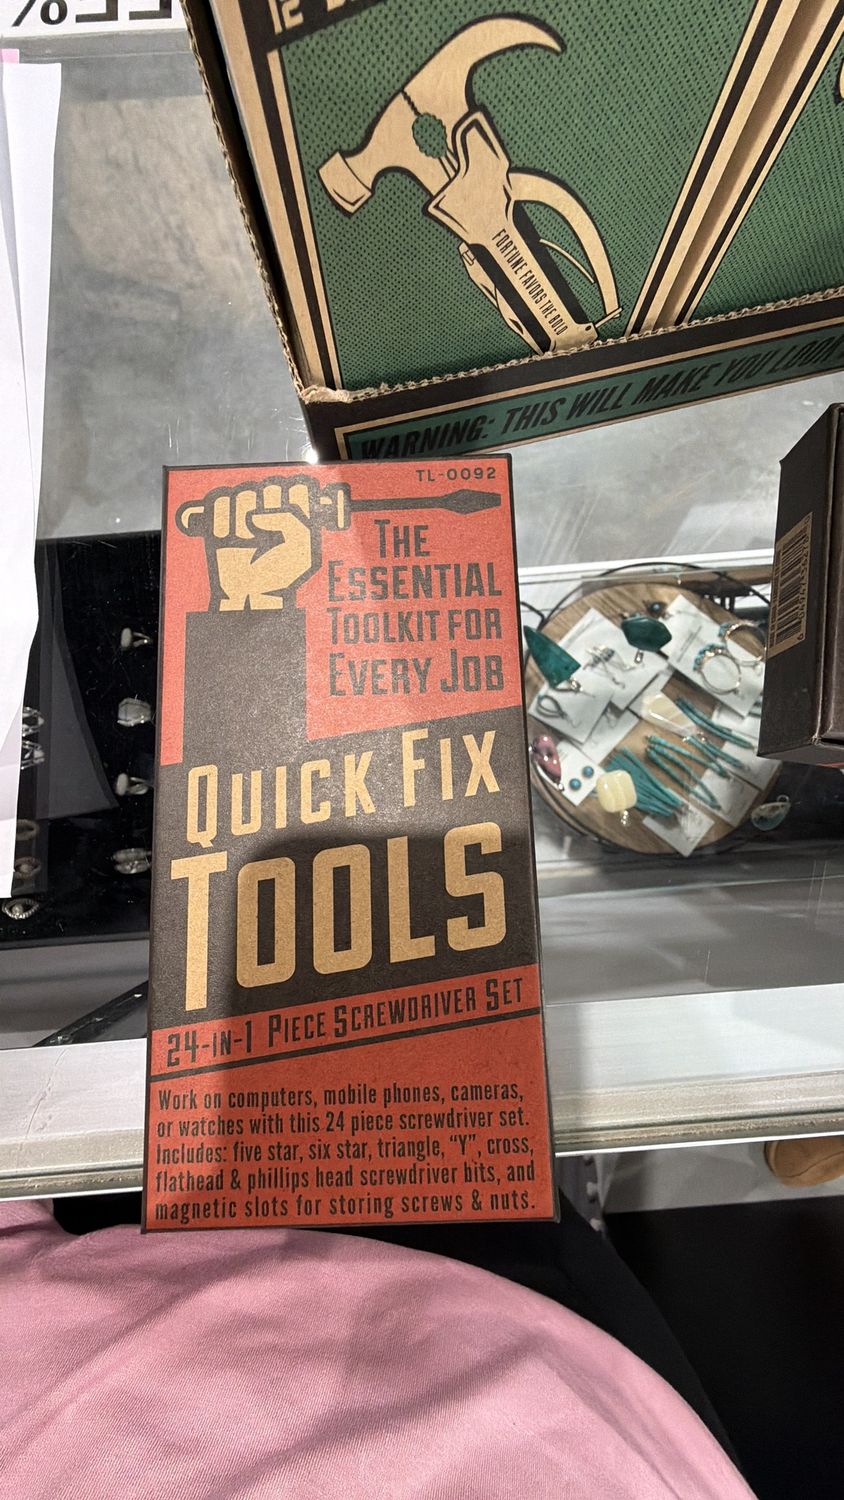 FORTUNE FAVORS THE BOLD
WARNING: THIS WILL MAKE YOU LOOK
TL-0092
THE
ESSENTIAL
TOOLKIT FOR
EVERY JOB
QUICK FIX
TOOLS
24-IN-1 PIECE SCREWDRIVER SET
Work on computers, mobile phones, cameras,
or watches with this 24 piece screwdriver set.
Includes: five star, six star, triangle, “Y”, cross,
flathead & phillips head screwdriver bits, and
magnetic slots for storing screws & nuts.